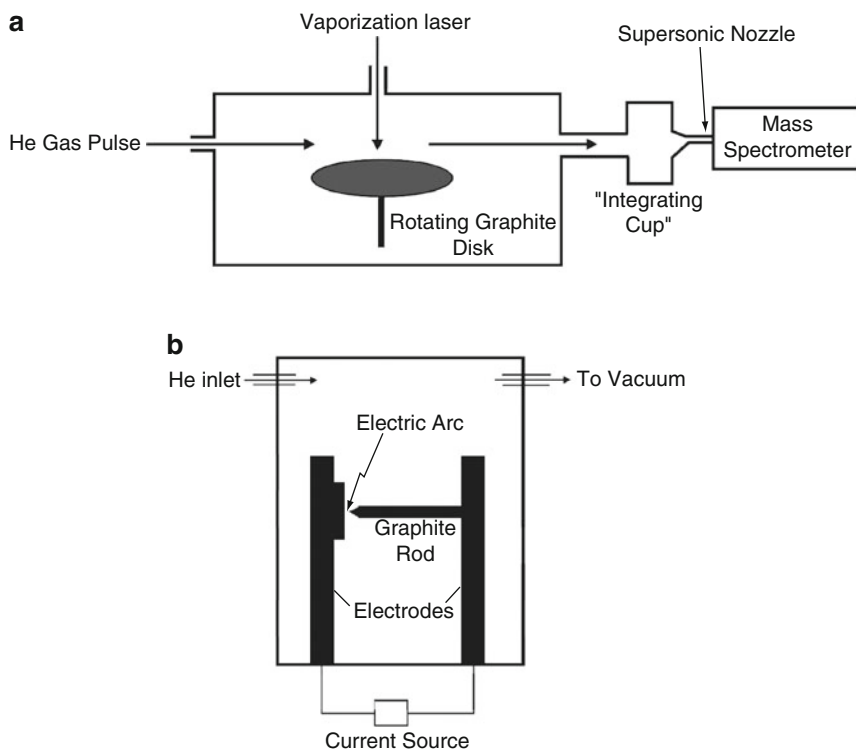 a
Vaporization laser
Supersonic Nozzle
He Gas Pulse
Mass
Spectrometer
"Integrating
Cup"
Rotating Graphite
Disk
b
He inlet
To Vacuum
Electric Arc
Graphite
Rod
Electrodes
Current Source